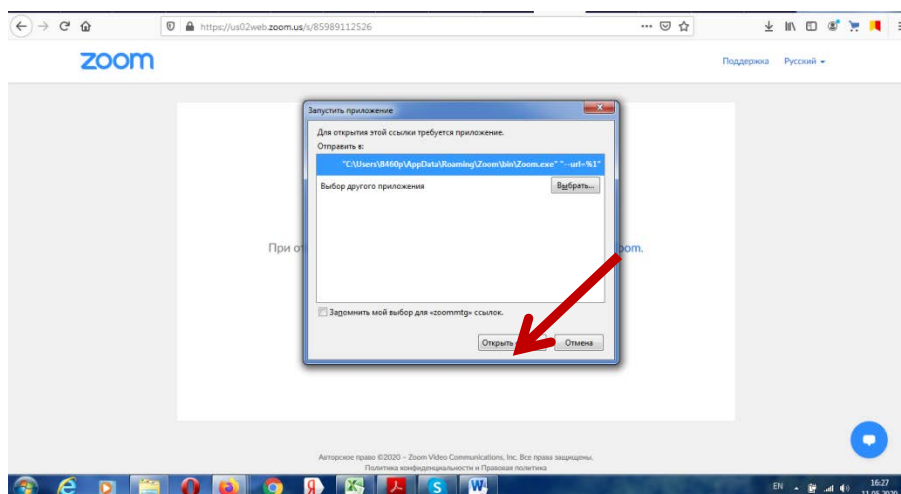 https://us02web.zoom.us/s/85989112526
zoom
Поддержка Русский
Запустить приложение
Для открытия этой ссылки требуется приложение.
Отправить в:
"C:\Users\8460p\AppData\Roaming\Zoom\bin\Zoom.exe" "--url=%1"
Выбор другого приложения
Выбрать...
При
Запомнить мой выбор для «zoommtg» ссылок.
Открыть
Отмена
Авторское право ©2020 - Zoom Video Communications, Inc. Все права защищены.
Политика конфиденциальности и Правовая политика
EN
16:27
11.05.2020